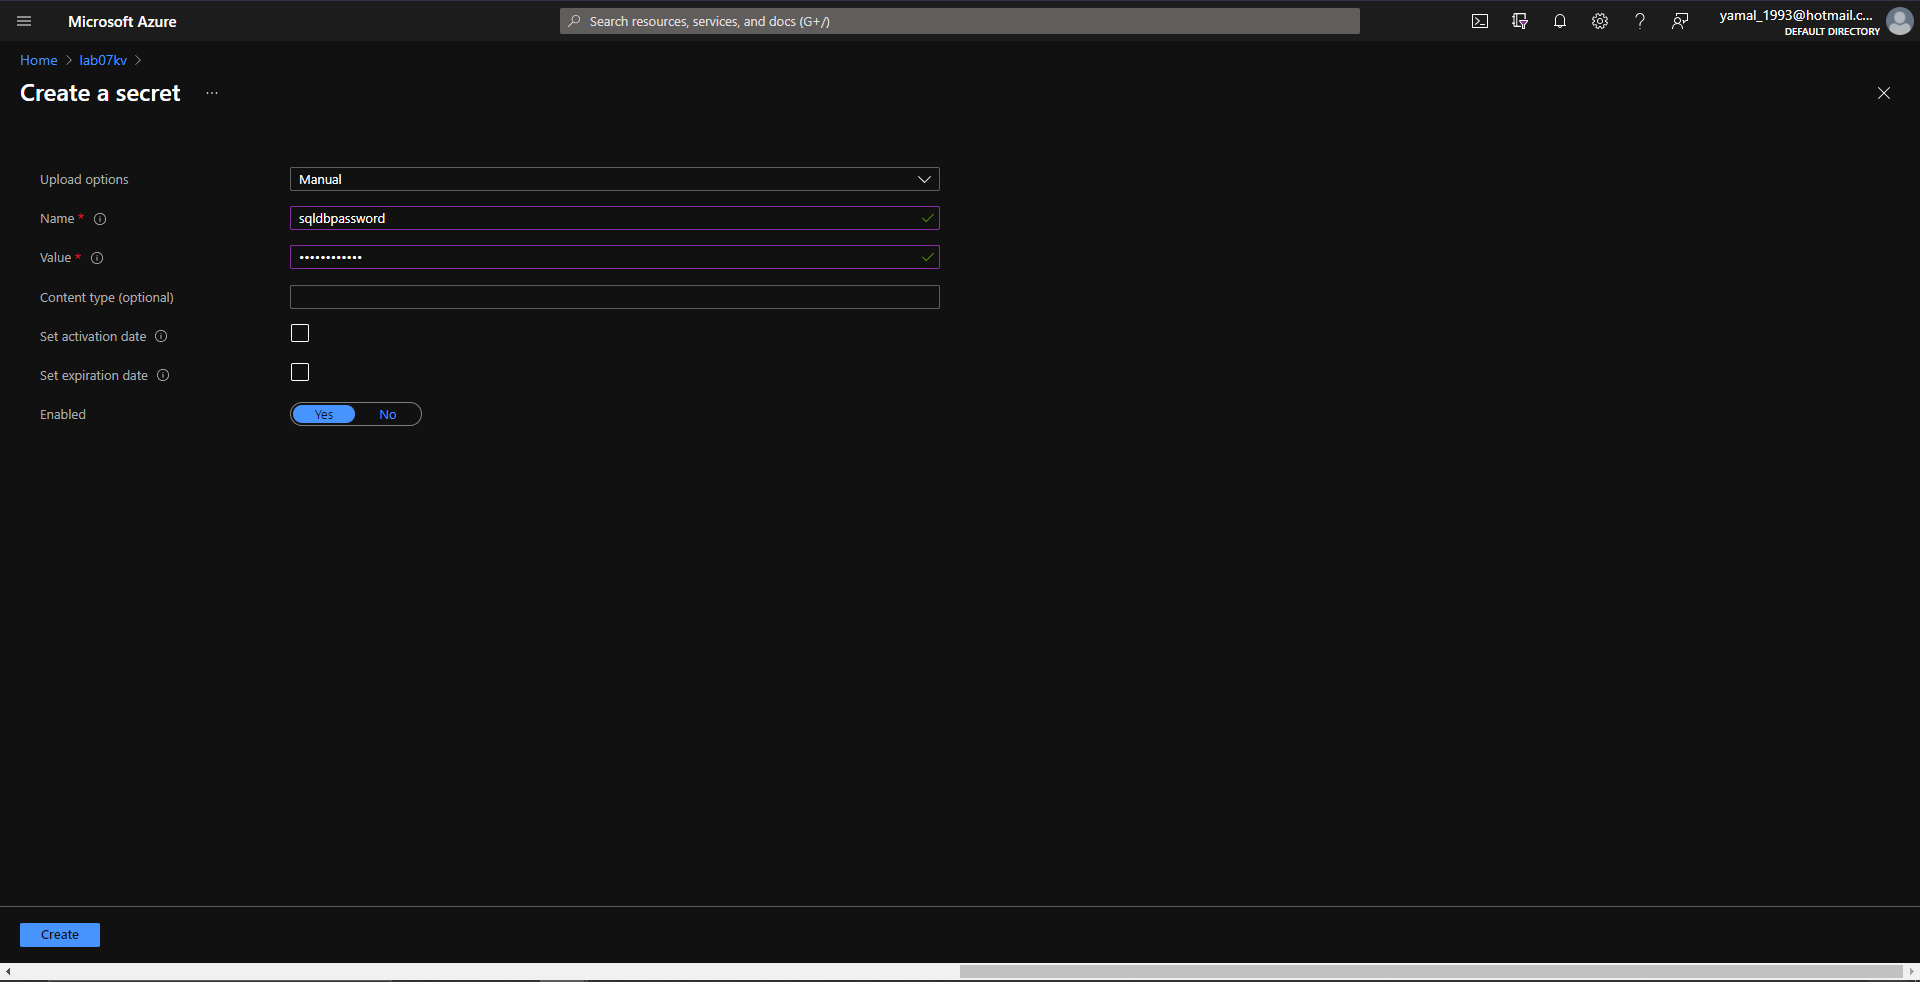 Microsoft Azure
Search resources, services, and docs (G+/)
yamal_1993@hotmail.c...
DEFAULT DIRECTORY
Home > lab07kv >
Create a secret ...
Upload options
Manual
Name *
sqldbpassword
Value *
••••••••••••
Content type (optional)
Set activation date
Set expiration date
Enabled
Yes No
Create